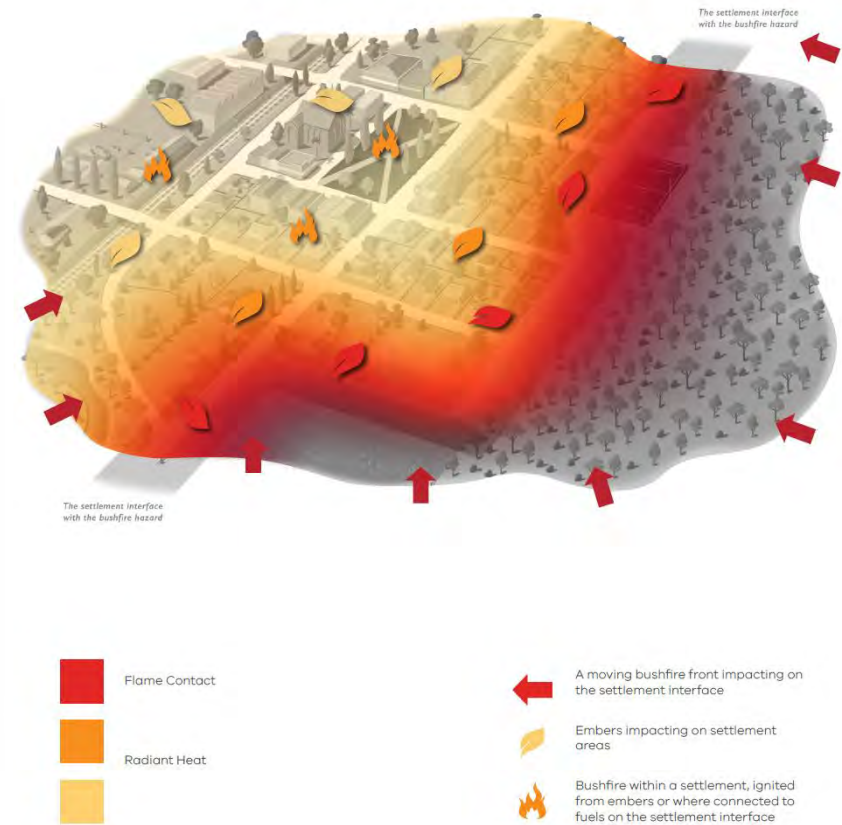 The settlement interface
with the bushfire hazard
The settlement interface
with the bushfire hazard
Flame Contact
Radiant Heat
A moving bushfire front impacting on
the settlement interface
Embers impacting on settlement
areas
Bushfire within a settlement, ignited
from embers or where connected to
fuels on the settlement interface